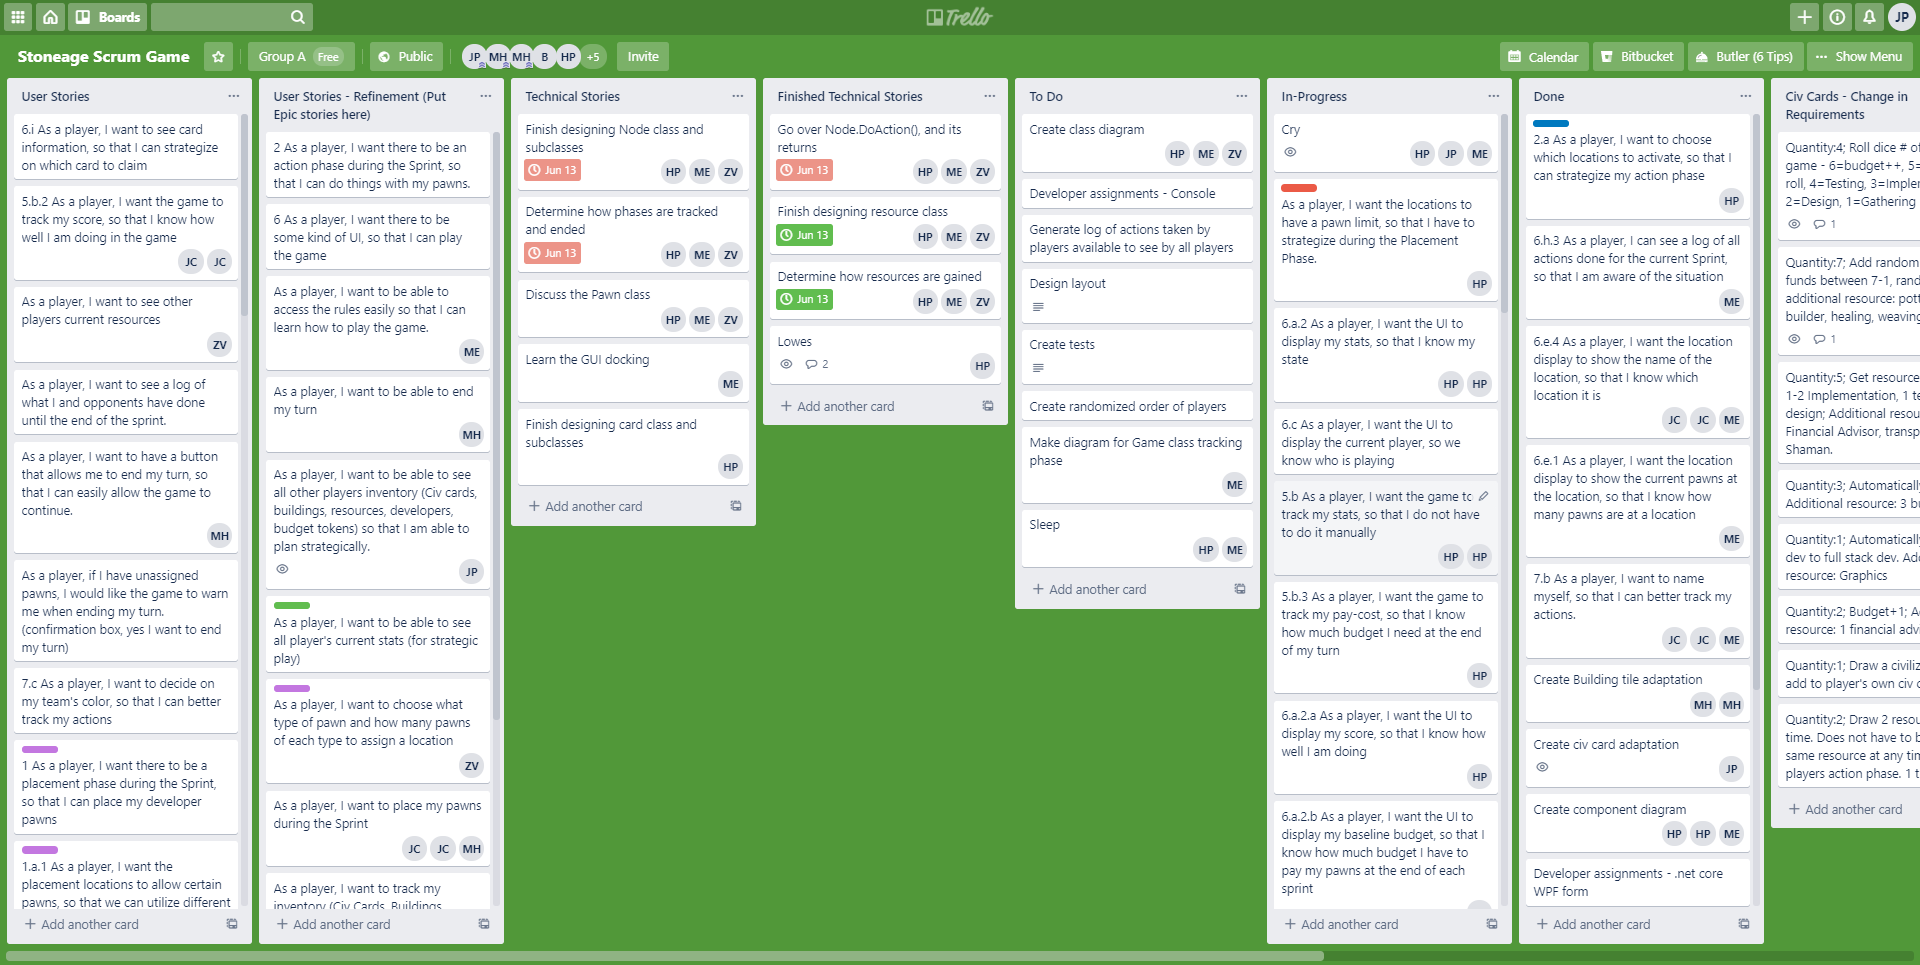 Boards
Trello
JP
Stoneage Scrum Game
Group A Free
Public
JP MH MH B HP +5
Invite
Calendar
Bitbucket
Butler (6 Tips)
Show Menu
User Stories
6.i As a player, I want to see card
information, so that I can strategize
on which card to claim
5.b.2 As a player, I want the game to
track my score, so that I know how
well I am doing in the game
JC JC
As a player, I want to see other
players current resources
ZV
As a player, I want to see a log of
what I and opponents have done
until the end of the sprint.
As a player, I want to have a button
that allows me to end my turn, so
that I can easily allow the game to
continue.
MH
As a player, if I have unassigned
pawns, I would like the game to warn
me when ending my turn.
(confirmation box, yes I want to end
my turn)
7.c As a player, I want to decide on
my team's color, so that I can better
track my actions
1 As a player, I want there to be a
placement phase during the Sprint,
so that I can place my developer
pawns
1.a.1 As a player, I want the
placement locations to allow certain
pawns, so that we can utilize different
Add another card
User Stories - Refinement (Put
Epic stories here)
2 As a player, I want there to be an
action phase during the Sprint, so
that I can do things with my pawns.
6 As a player, I want there to be
some kind of UI, so that I can play
the game
As a player, I want to be able to
access the rules easily so that I can
learn how to play the game.
ME
As a player, I want to be able to end
my turn
MH
As a player, I want to be able to see
all other players inventory (Civ cards,
buildings, resources, developers,
budget tokens) so that I am able to
plan strategically.
JP
As a player, I want to be able to see
all player's current stats (for strategic
play)
As a player, I want to choose what
type of pawn and how many pawns
of each type to assign a location
ZV
As a player, I want to place my pawns
during the Sprint
JC JC MH
As a player, I want to track my
inventory (Civ Cards, Buildings,
Add another card
Technical Stories
Finish designing Node class and
subclasses
Jun 13
HP ME ZV
Determine how phases are tracked
and ended
Jun 13
HP ME ZV
Discuss the Pawn class
HP ME ZV
Learn the GUI docking
ME
Finish designing card class and
subclasses
HP
Add another card
Finished Technical Stories
Go over Node.DoAction(), and its
returns
Jun 13
HP ME ZV
Finish designing resource class
Jun 13
HP ME ZV
Determine how resources are gained
Jun 13
HP ME ZV
Lowes
2
HP
Add another card
To Do
Create class diagram
HP ME ZV
Developer assignments - Console
Generate log of actions taken by
players available to see by all players
Design layout
Create tests
Create randomized order of players
Make diagram for Game class tracking
phase
ME
Sleep
HP ME
Add another card
In-Progress
Cry
HP JP ME
As a player, I want the locations to
have a pawn limit, so that I have to
strategize during the Placement
Phase.
HP
6.a.2 As a player, I want the UI to
display my stats, so that I know my
state
HP HP
6.c As a player, I want the UI to
display the current player, so we
know who is playing
5.b As a player, I want the game to
track my stats, so that I do not have
to do it manually
HP HP
5.b.3 As a player, I want the game to
track my pay-cost, so that I know
how much budget I need at the end
of my turn
HP
6.a.2.a As a player, I want the UI to
display my score, so that I know how
well I am doing
HP
6.a.2.b As a player, I want the UI to
display my baseline budget, so that I
know how much budget I have to
pay my pawns at the end of each
sprint
Add another card
Done
2.a As a player, I want to choose
which locations to activate, so that I
can strategize my action phase
HP
6.h.3 As a player, I can see a log of all
actions done for the current Sprint,
so that I am aware of the situation
ME
6.e.4 As a player, I want the location
display to show the name of the
location, so that I know which
location it is
JC JC ME
6.e.1 As a player, I want the location
display to show the current pawns at
the location, so that I know how
many pawns are at a location
ME
7.b As a player, I want to name
myself, so that I can better track my
actions.
JC JC ME
Create Building tile adaptation
MH MH
Create civ card adaptation
JP
Create component diagram
HP HP ME
Developer assignments - .net core
WPF form
Add another card
Civ Cards - Change in
Requirements
Quantity:4; Roll dice # of
game - 6=budget++, 5=
roll, 4=Testing, 3=Implem
2=Design, 1=Gathering
1
Quantity:7; Add random
funds between 7-1, rand
additional resource: pott
builder, healing, weaving
1
Quantity:5; Get resource
1-2 Implementation, 1 te
design; Additional resou
Financial Advisor, transp
Shaman.
Quantity:3; Automatically
Additional resource: 3 bu
Quantity:1; Automatically
dev to full stack dev. Add
resource: Graphics
Quantity:2; Budget+1; A
resource: 1 financial advi
Quantity:1; Draw a civiliz
add to player's own civ c
Quantity:2; Draw 2 resou
time. Does not have to b
same resource at any tim
players action phase. 1 t
Add another card